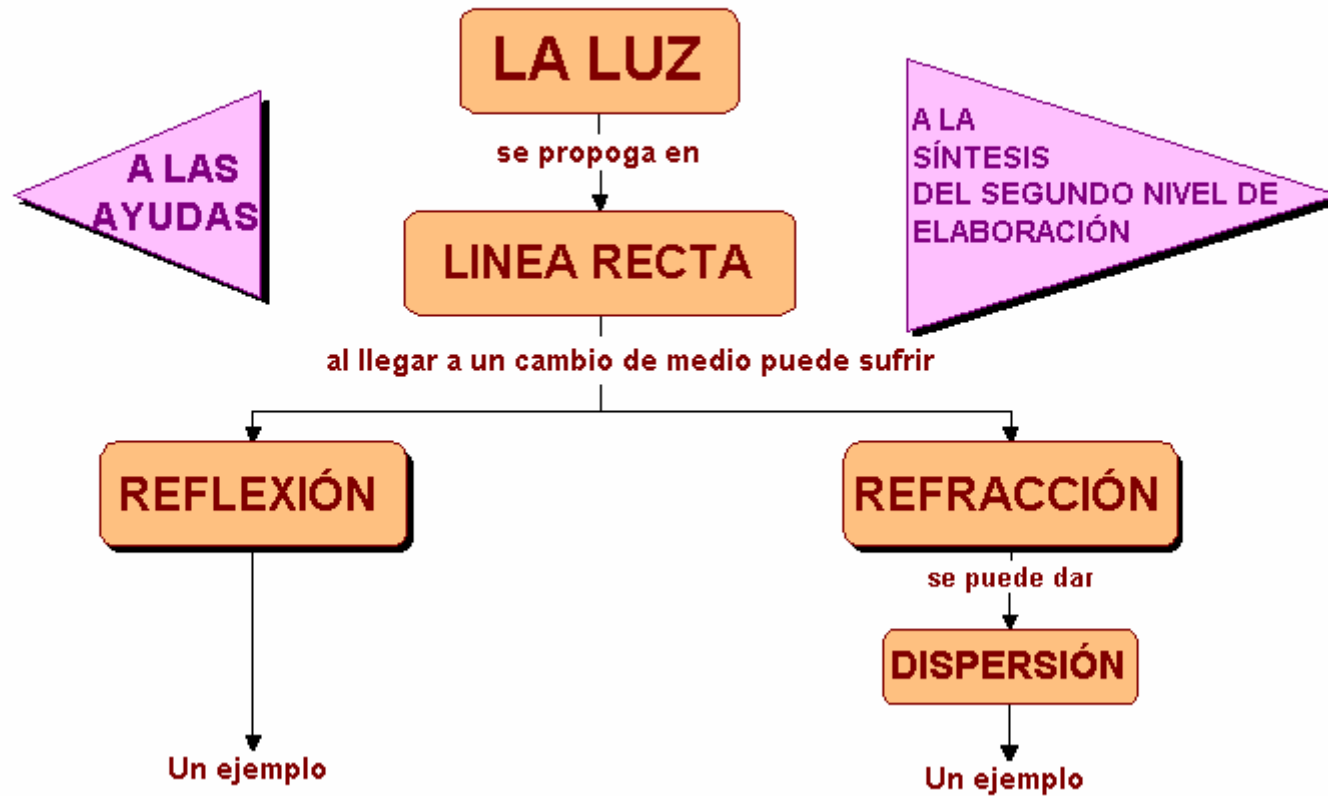 LA LUZ
se propoga en
A LAS
AYUDAS
A LA
SÍNTESIS
DEL SEGUNDO NIVEL DE
ELABORACIÓN
LINEA RECTA
al llegar a un cambio de medio puede sufrir
REFLEXIÓN
REFRACCIÓN
se puede dar
DISPERSIÓN
Un ejemplo
Un ejemplo